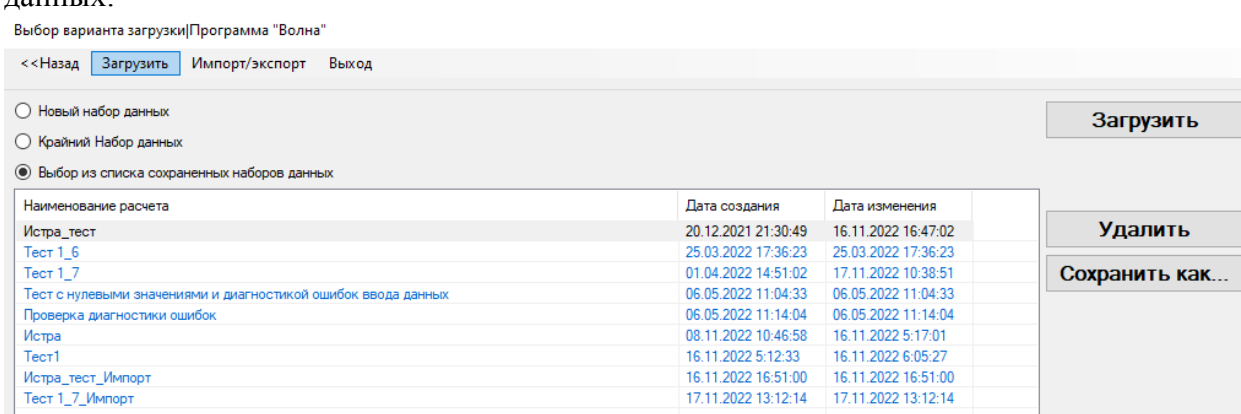 данных.
Выбор варианта загрузки|Программа "Волна"
<<Назад Загрузить Импорт/экспорт Выход
Новый набор данных
Загрузить
Крайний Набор данных
Выбор из списка сохраненных наборов данных
Наименование расчета Дата создания Дата изменения
Удалить
Сохранить как...
Истра_тест 20.12.2021 21:30:49 16.11.2022 16:47:02
Тест 1_6 25.03.2022 17:36:23 25.03.2022 17:36:23
Тест 1_7 01.04.2022 14:51:02 17.11.2022 10:38:51
Тест с нулевыми значениями и диагностикой ошибок ввода данных 06.05.2022 11:04:33 06.05.2022 11:04:33
Проверка диагностики ошибок 06.05.2022 11:14:04 06.05.2022 11:14:04
Истра 08.11.2022 10:46:58 16.11.2022 5:17:01
Тест1 16.11.2022 5:12:33 16.11.2022 6:05:27
Истра_тест_Импорт 16.11.2022 16:51:00 16.11.2022 16:51:00
Тест 1_7_Импорт 17.11.2022 13:12:14 17.11.2022 13:12:14